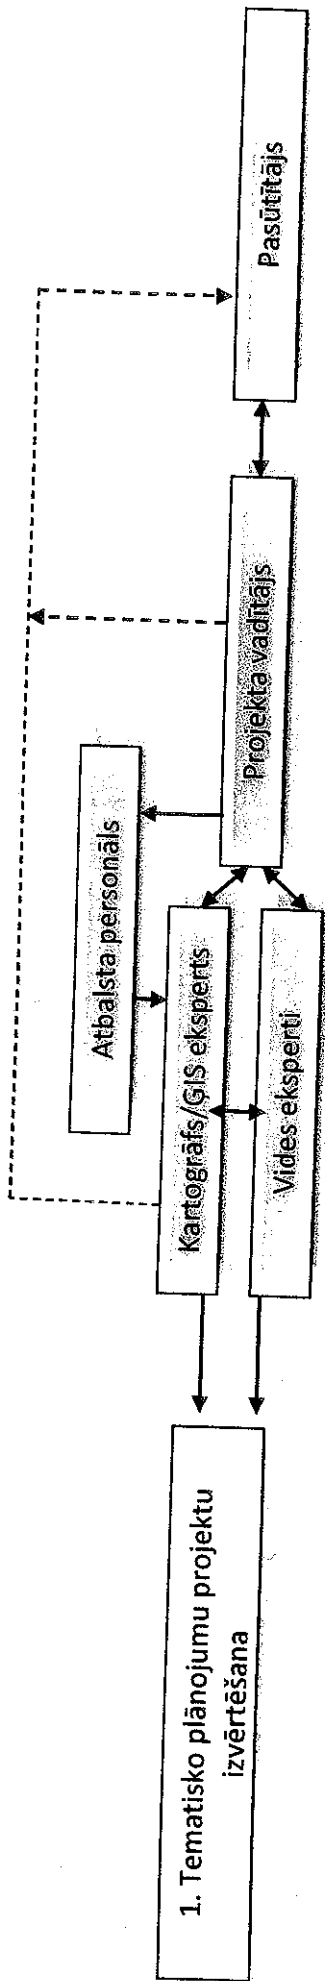 1. Tematisko plānojumu projektu
izvērtēšana
Atbalsta personāls
Kartogrāfs/GIS eksperts
Vides eksperti
Projekta vadītājs
Pasūtītājs